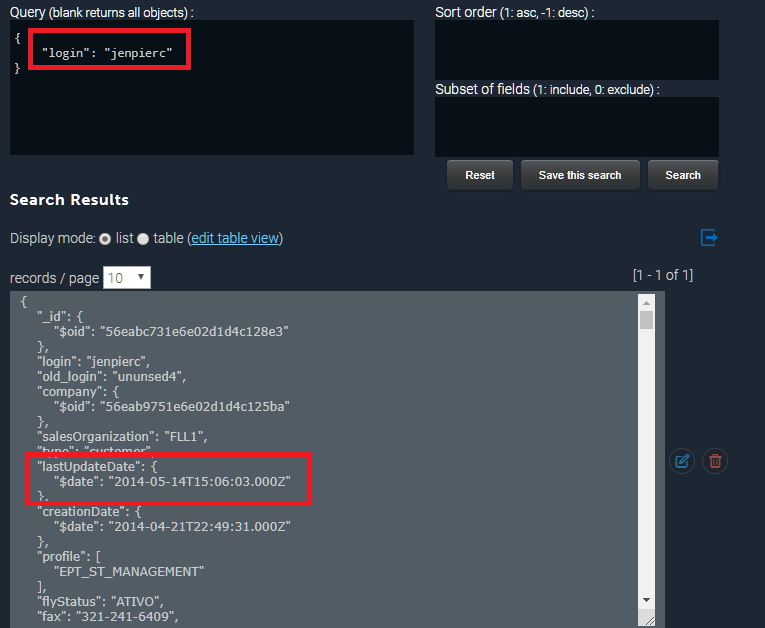 Query (blank returns all objects) :
{
"login": "jenpierc"
}
Sort order (1: asc, -1: desc) :
Subset of fields (1: include, 0: exclude) :
Reset Save this search Search
Search Results
Display mode: list table (edit table view)
records / page 10 [1 - 1 of 1]
{
"_id": {
"$oid": "56eabc731e6e02d1d4c128e3"
},
"login": "jenpierc",
"old_login": "ununsed4",
"company": {
"$oid": "56eab9751e6e02d1d4c125ba"
},
"salesOrganization": "FLL1",
"type": "customer",
"lastUpdateDate": {
"$date": "2014-05-14T15:06:03.000Z"
},
"creationDate": {
"$date": "2014-04-21T22:49:31.000Z"
},
"profile": [
"EPT_ST_MANAGEMENT"
],
"flyStatus": "ATIVO",
"fax": "321-241-6409",